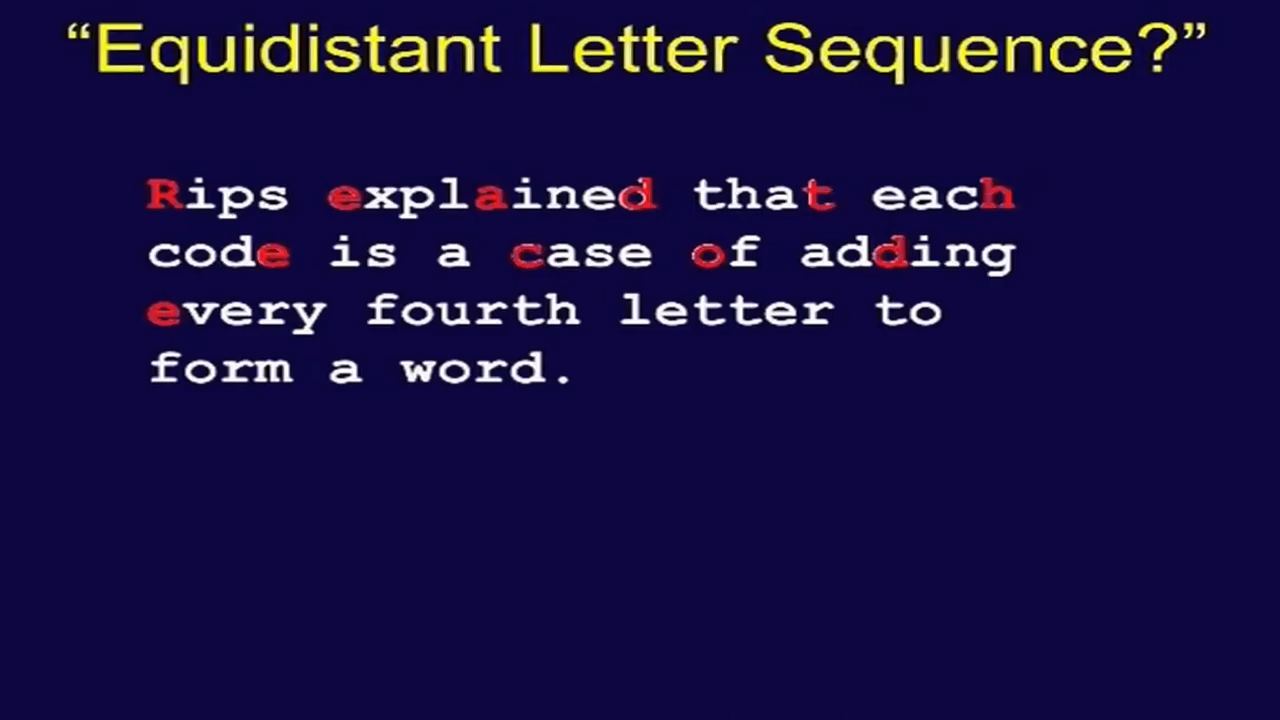 “Equidistant Letter Sequence?”
Rips explained that each
code is a case of adding
every fourth letter to
form a word.